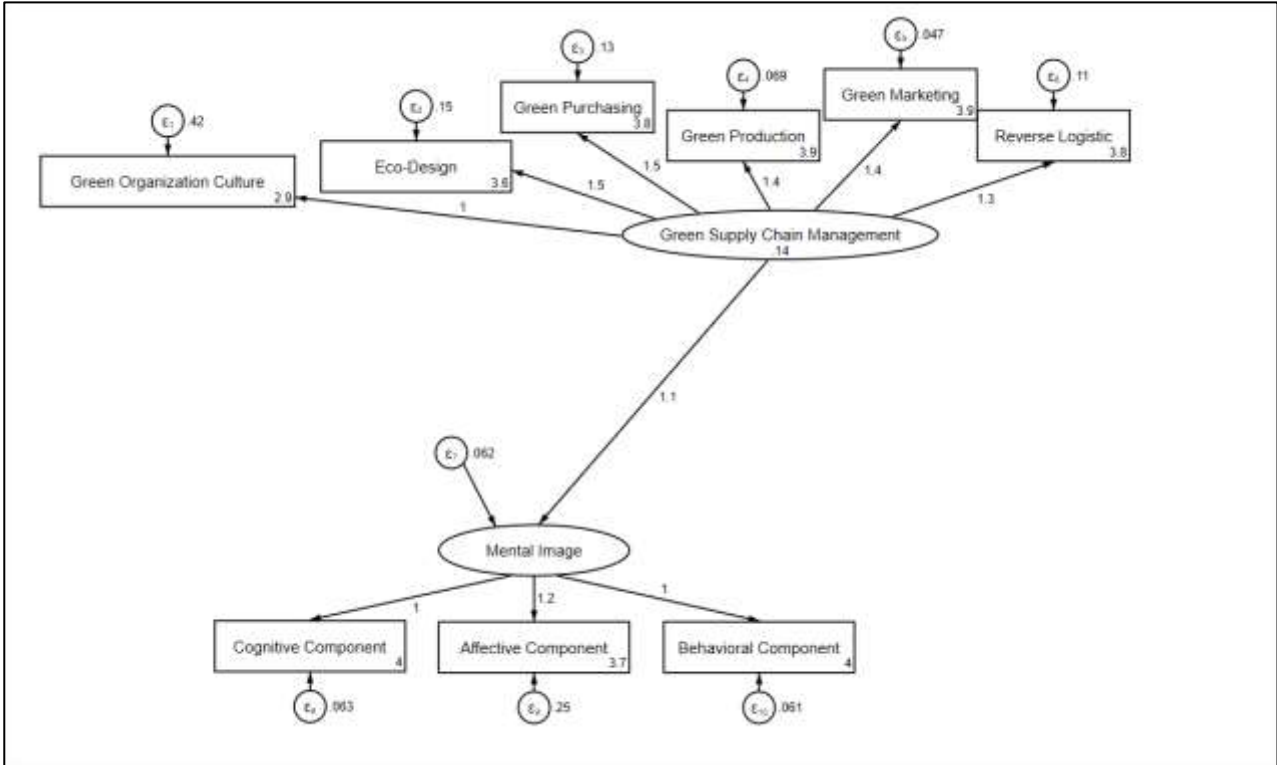 ε₅ .047
ε₃ .13
ε₄ .069
ε₆ .11
ε₂ .15
ε₁ .42
Green Purchasing
3.8
Green Marketing
3.9
Green Production
3.9
Reverse Logistic
3.8
Eco-Design
3.6
Green Organization Culture
2.9
1
1.5
1.5
1.4
1.4
1.3
Green Supply Chain Management
.14
1.1
ε₇ .062
Mental Image
1
1.2
1
Cognitive Component
4
Affective Component
3.7
Behavioral Component
4
ε₈ .063
ε₉ .25
ε₁₀ .061